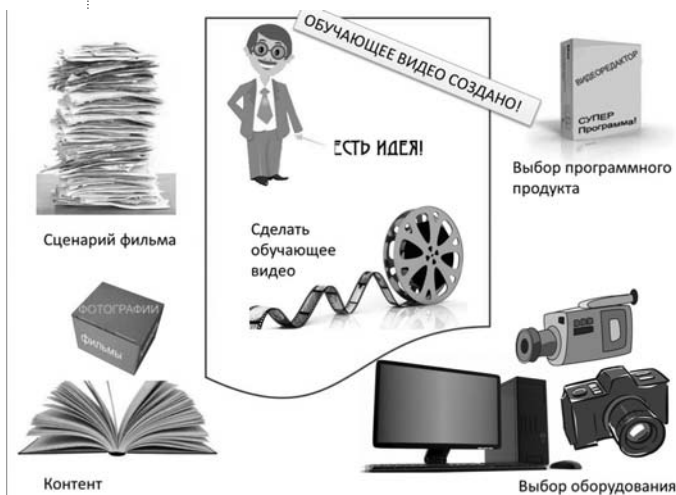 ОБУЧАЮЩЕЕ ВИДЕО СОЗДАНО!
ЕСТЬ ИДЕЯ!
Сделать
обучающее
видео
Сценарий фильма
ФОТОГРАФИИ
ФИЛЬМЫ
Контент
ВИДЕОРЕДАКТОР
СУПЕР
Программа!
Выбор программного
продукта
Выбор оборудования